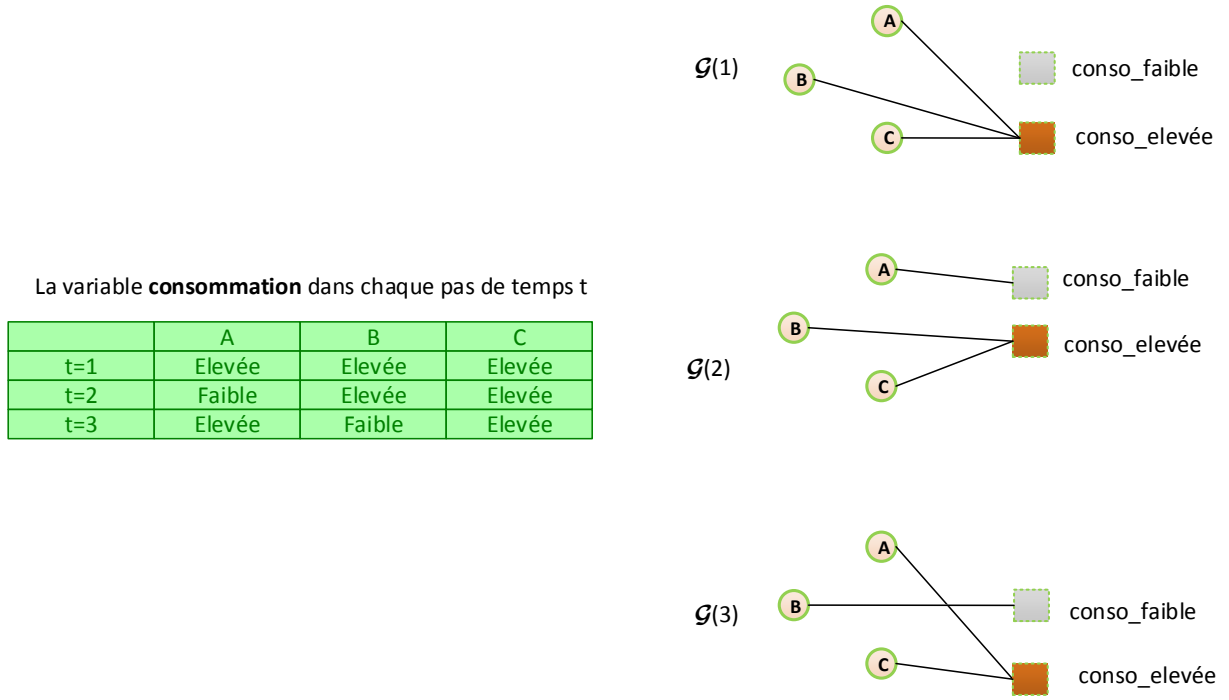 La variable consommation dans chaque pas de temps t
A B C
t=1 Elevée Elevée Elevée
t=2 Faible Elevée Elevée
t=3 Elevée Faible Elevée
𝓖(1)
A
B
C
conso_faible
conso_elevée
𝓖(2)
A
B
C
conso_faible
conso_elevée
𝓖(3)
A
B
C
conso_faible
conso_elevée